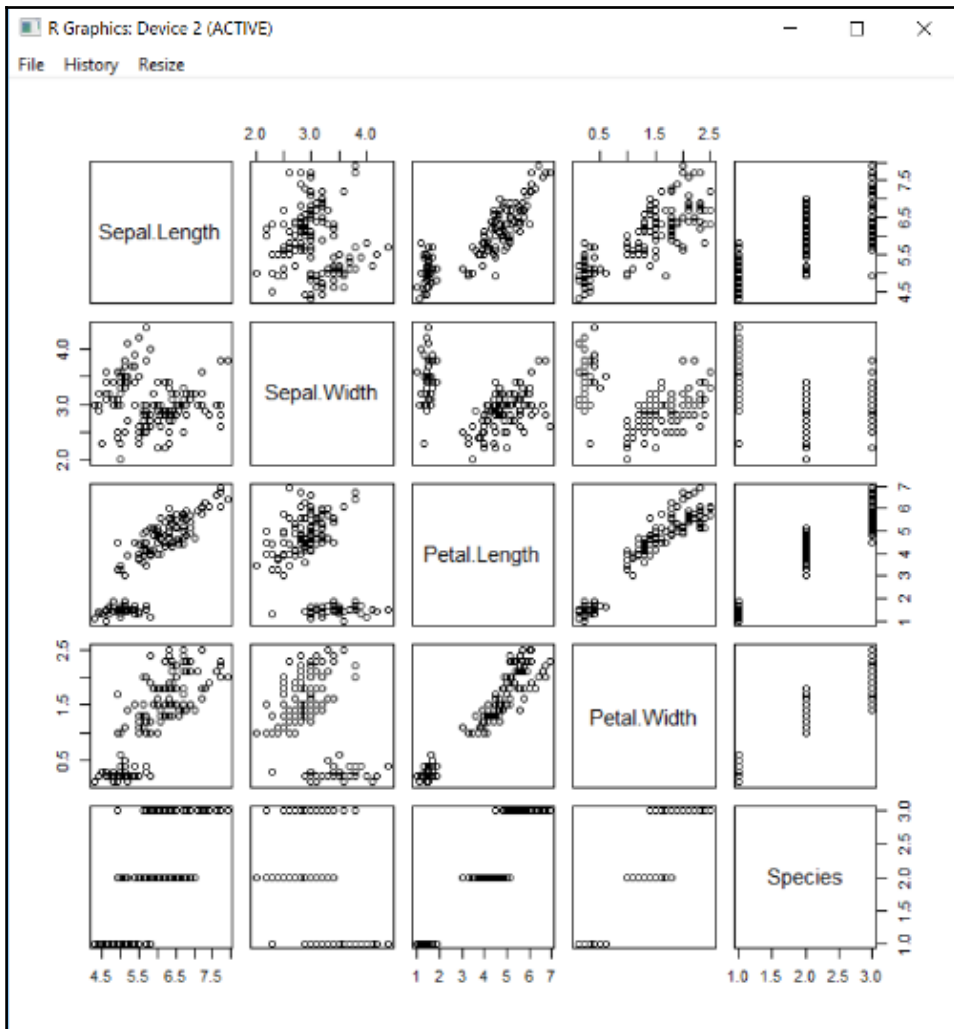 R Graphics: Device 2 (ACTIVE)
File History Resize
2.0 3.0 4.0 0.5 1.5 2.5
Sepal.Length
4.5 5.5 6.5 7.5
2.0 3.0 4.0
Sepal.Width
Petal.Length
1 2 3 4 5 6 7
0.5 1.5 2.5
Petal.Width
Species
1.0 1.5 2.0 2.5 3.0
4.5 5.5 6.5 7.5 1 2 3 4 5 6 7 1.0 1.5 2.0 2.5 3.0